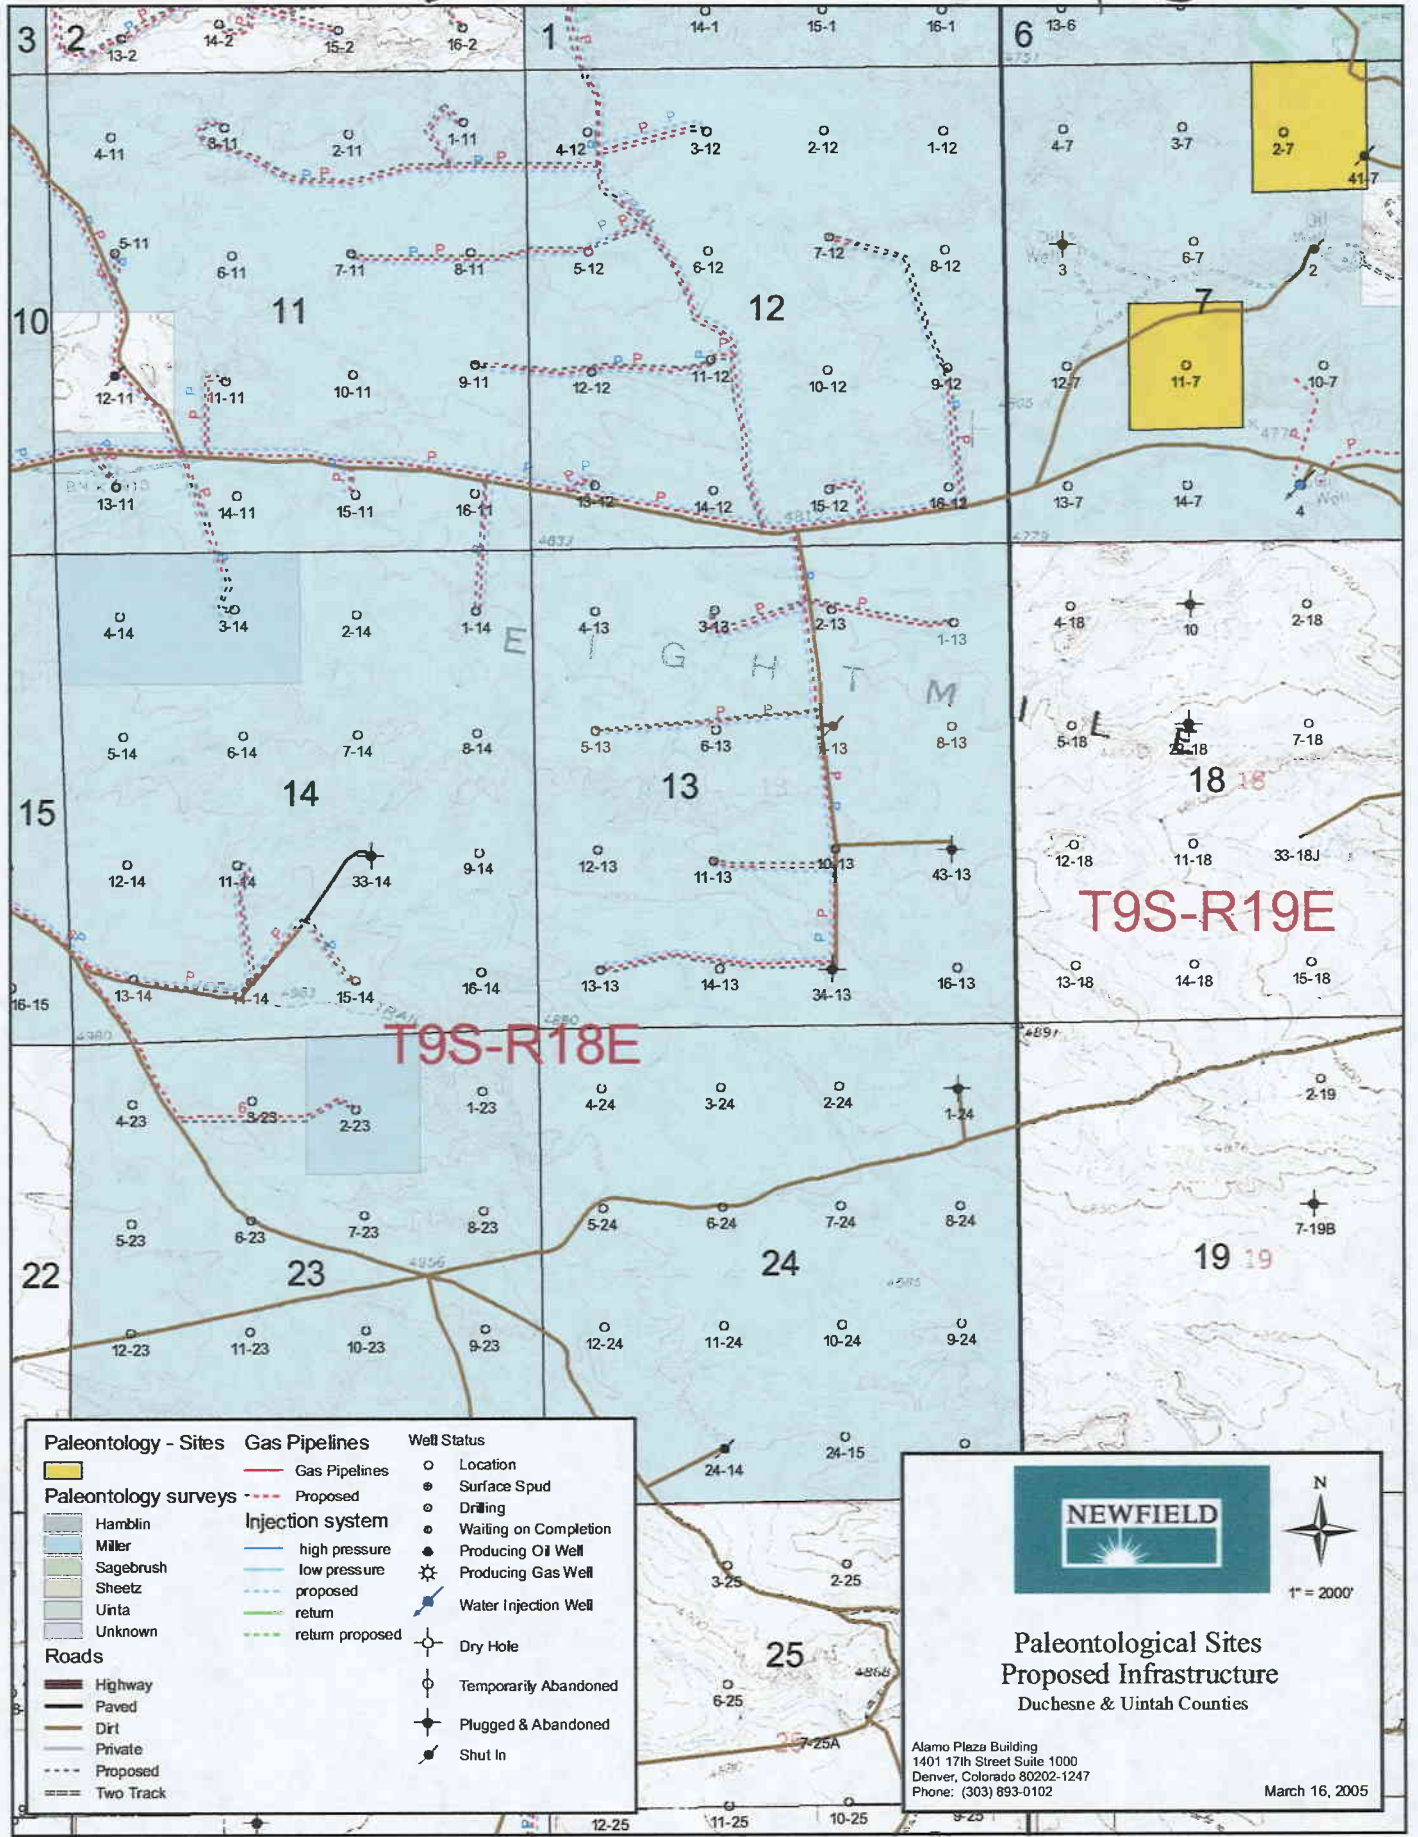 3 2 1 6
13-2 14-2 15-2 16-2 14-1 15-1 16-1 13-6
4751
4-11 3-11 2-11 1-11 4-12 3-12 2-12 1-12 4-7 3-7 2-7
41-7
5-11 6-11 7-11 8-11 5-12 6-12 7-12 8-12 3 6-7 2
10 11 12 7
12-11 11-11 10-11 9-11 12-12 11-12 10-12 9-12 12-7 11-7 10-7
13-11 14-11 15-11 16-11 13-12 14-12 15-12 16-12 13-7 14-7 4
4779
4-14 3-14 2-14 1-14 4-13 3-13 2-13 1-13 4-18 10 2-18
E I G H T M I L E
5-14 6-14 7-14 8-14 5-13 6-13 8-13 5-18 7-18
15 14 13 18 18
12-14 11-14 33-14 9-14 12-13 11-13 10-13 43-13 12-18 11-18 33-18J
T9S-R19E
16-15 13-14 15-14 16-14 13-13 14-13 34-13 16-13 13-18 14-18 15-18
TRAIL
4980 T9S-R18E 4891
4-23 3-23 2-23 1-23 4-24 3-24 2-24 1-24 2-19
5-23 6-23 7-23 8-23 5-24 6-24 7-24 8-24 7-19B
22 23 4956 24 19 19
12-23 11-23 10-23 9-23 12-24 11-24 10-24 9-24
24-14 24-15
3-25 2-25
25
4868
6-25
7-25A
12-25 11-25 10-25 9-25
Paleontology - Sites
Paleontology surveys
Hamblin
Miller
Sagebrush
Sheetz
Uinta
Unknown
Roads
Highway
Paved
Dirt
Private
Proposed
Two Track
Gas Pipelines
Gas Pipelines
Proposed
Injection system
high pressure
low pressure
proposed
return
return proposed
Well Status
Location
Surface Spud
Drilling
Waiting on Completion
Producing Oil Well
Producing Gas Well
Water Injection Well
Dry Hole
Temporarily Abandoned
Plugged & Abandoned
Shut In
NEWFIELD
N
1" = 2000'
Paleontological Sites
Proposed Infrastructure
Duchesne & Uintah Counties
Alamo Plaza Building
1401 17th Street Suite 1000
Denver, Colorado 80202-1247
Phone: (303) 893-0102
March 16, 2005